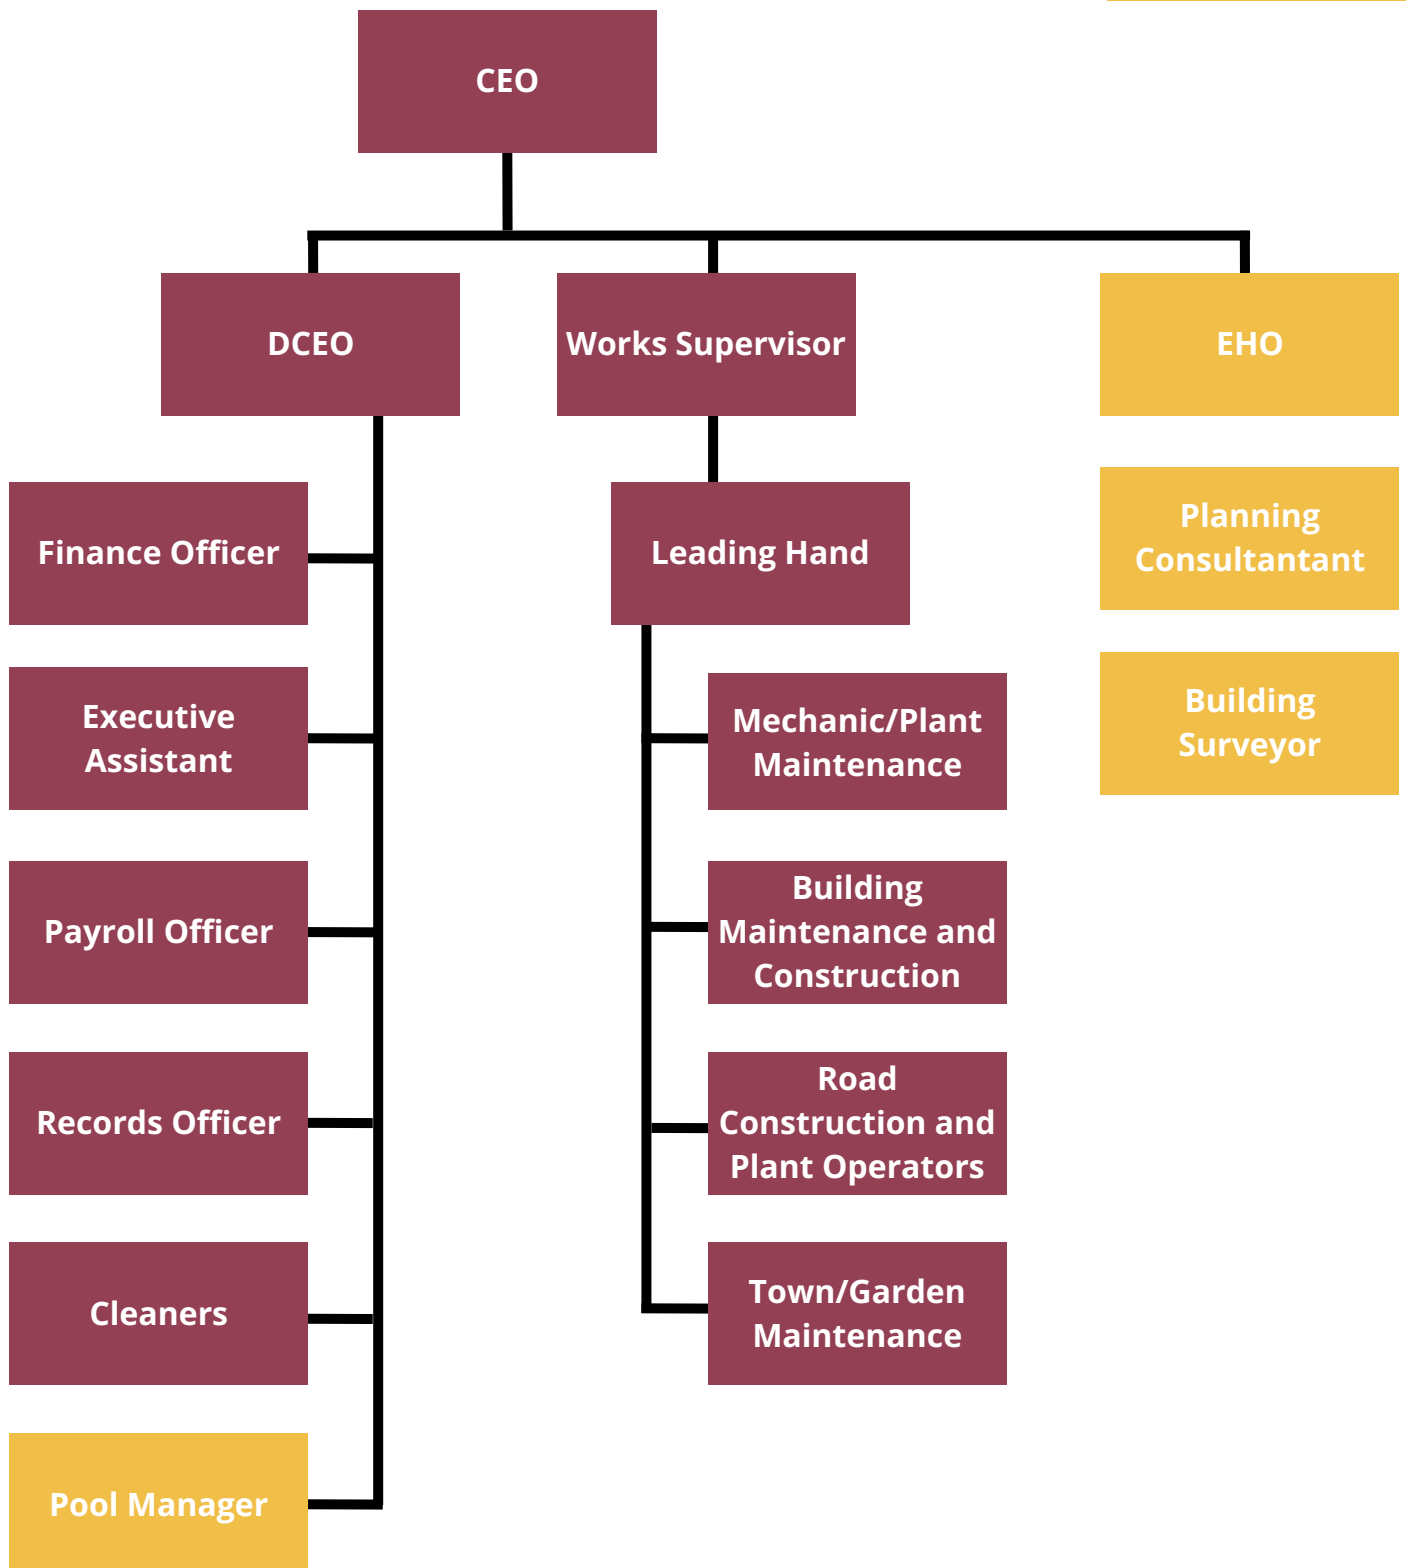 CEO
DCEO
Works Supervisor
EHO
Finance Officer
Leading Hand
Planning
Consultantant
Executive
Assistant
Mechanic/Plant
Maintenance
Building
Surveyor
Payroll Officer
Building
Maintenance and
Construction
Records Officer
Road
Construction and
Plant Operators
Cleaners
Town/Garden
Maintenance
Pool Manager